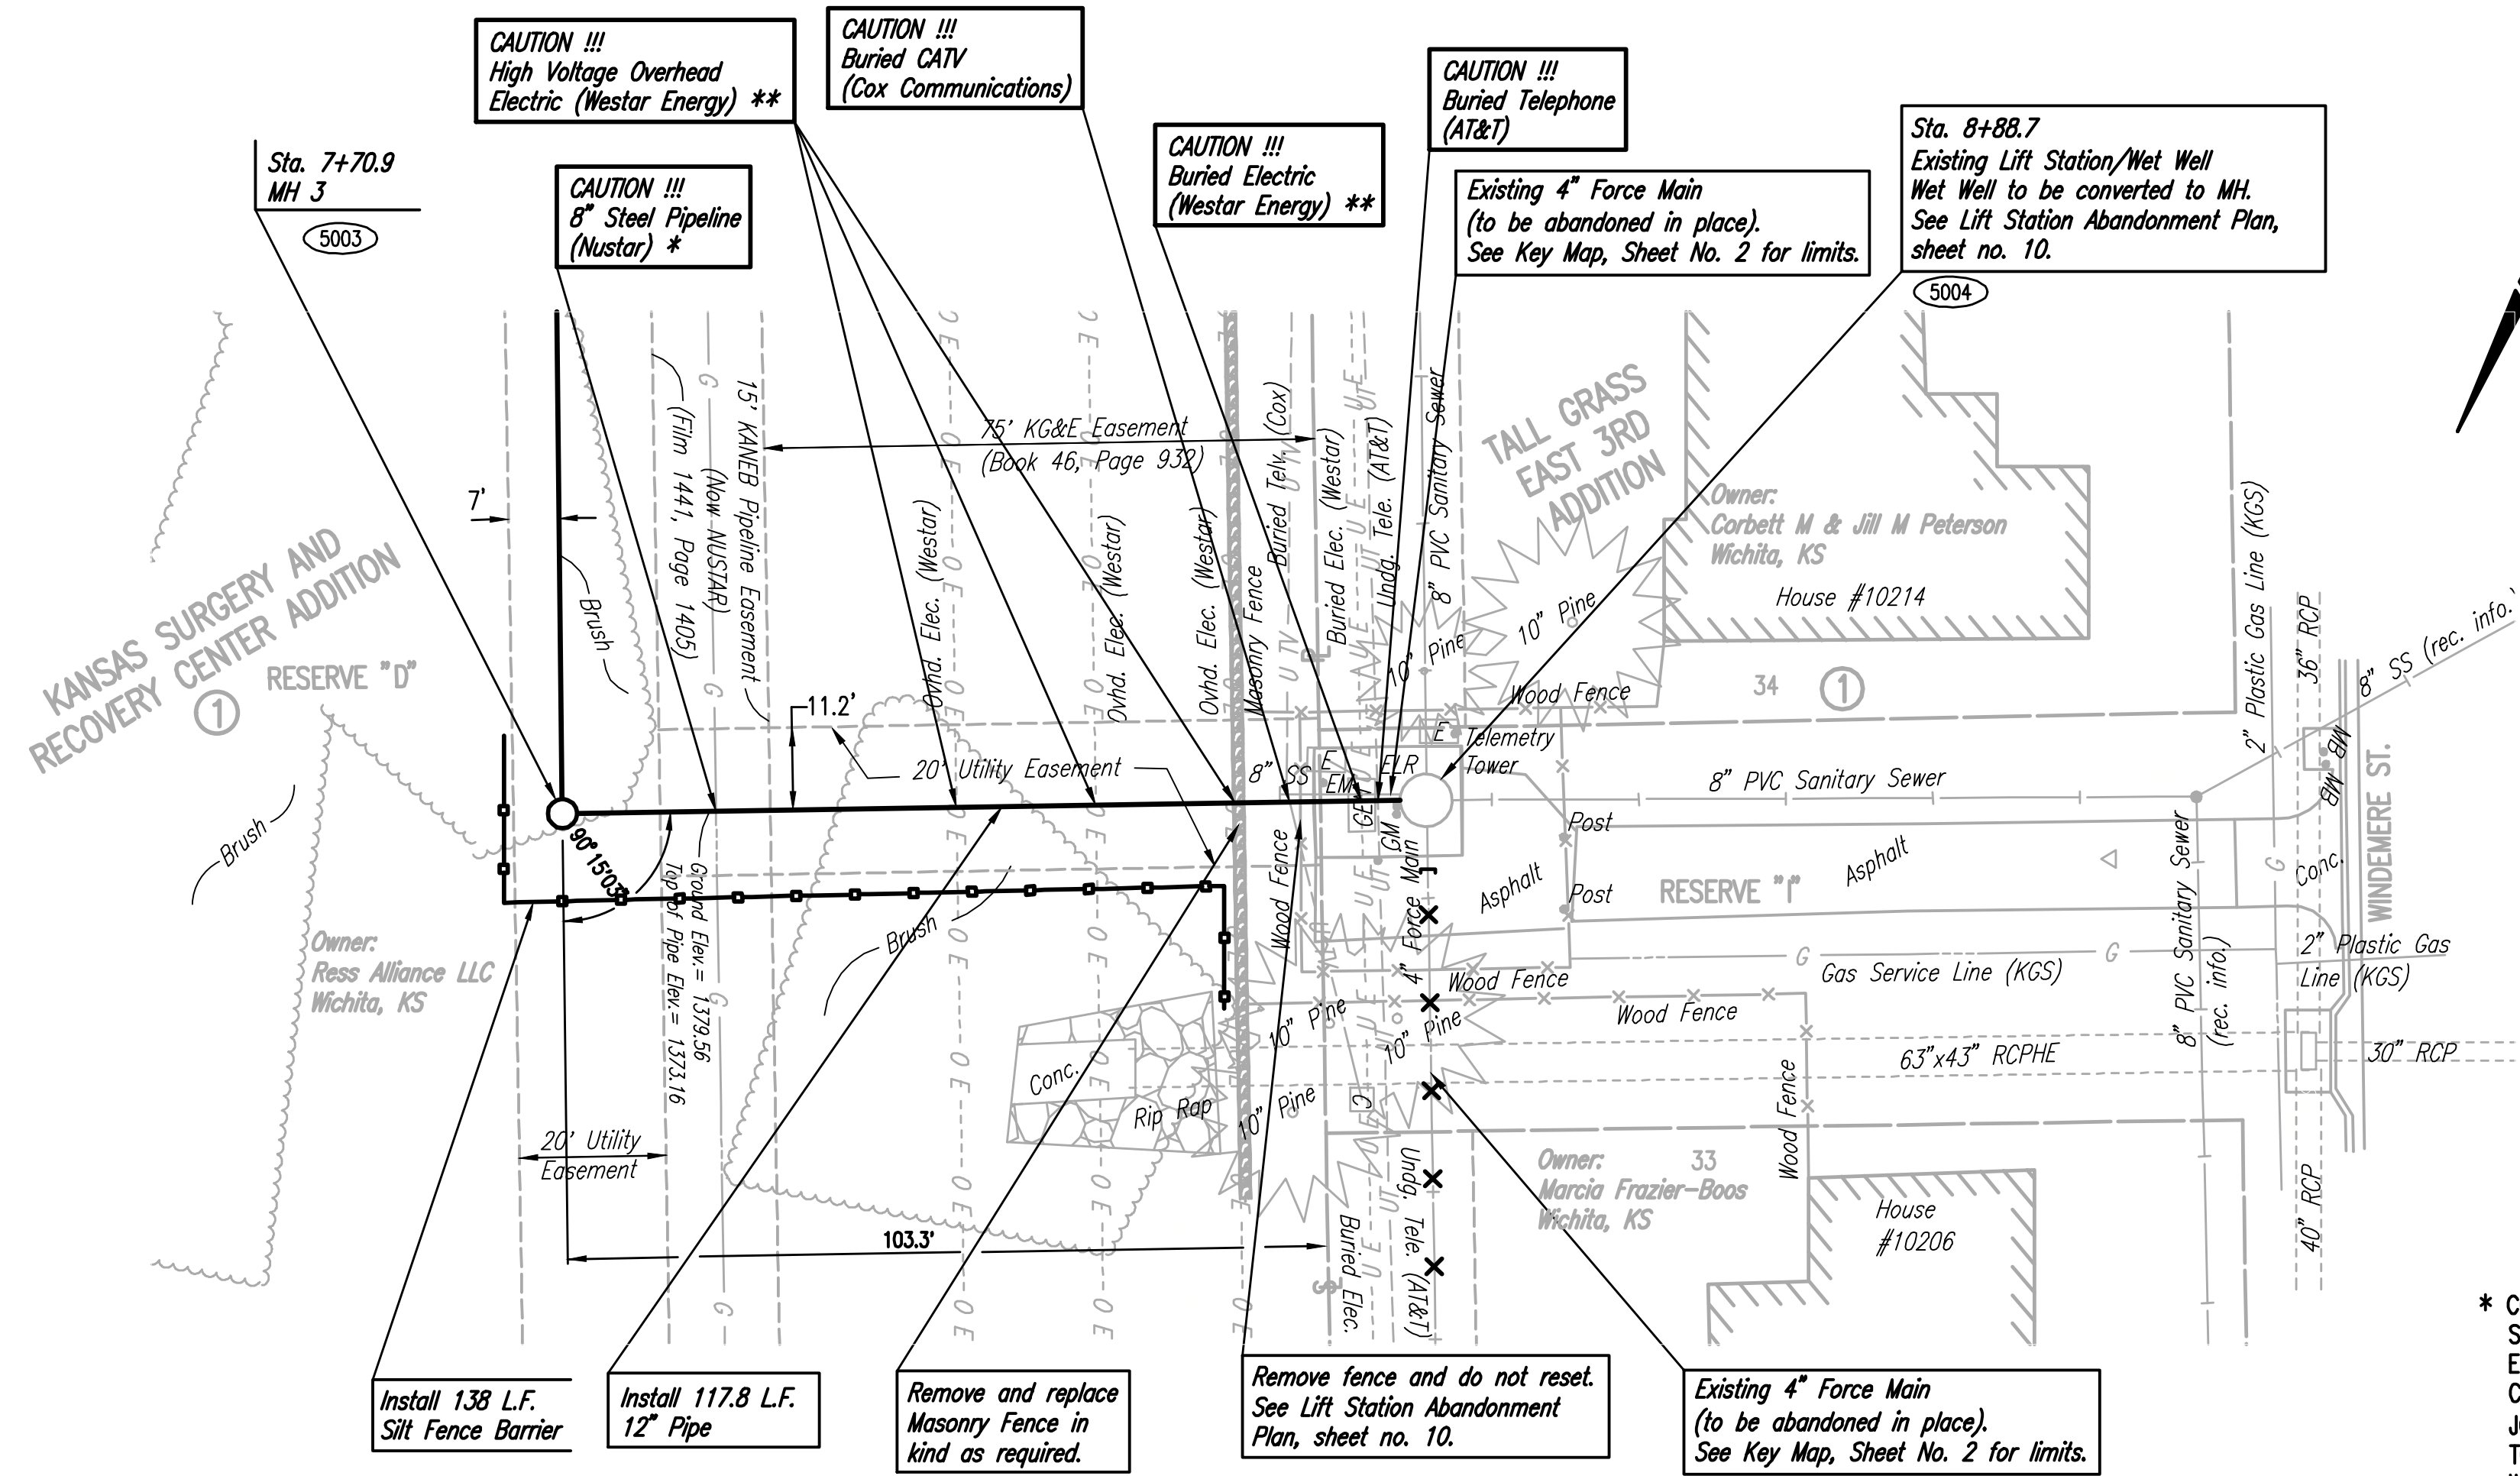 CAUTION !!!
High Voltage Overhead
Electric (Westar Energy) **
CAUTION !!!
Buried CATV
(Cox Communications)
CAUTION !!!
Buried Telephone
(AT&T)
CAUTION !!!
Buried Electric
(Westar Energy) **
Sta. 8+88.7
Existing Lift Station/Wet Well
Wet Well to be converted to MH.
See Lift Station Abandonment Plan,
sheet no. 10.
5004
Sta. 7+70.9
MH 3
5003
CAUTION !!!
8" Steel Pipeline
(Nustar) *
Existing 4" Force Main
(to be abandoned in place).
See Key Map, Sheet No. 2 for limits.
75' KG&E Easement
(Book 46, Page 932)
15' KANEB Pipeline Easement
(Now NUSTAR)
(Film 1441, Page 1405)
7'
Brush
Ovhd. Elec. (Westar)
Ovhd. Elec. (Westar)
Ovhd. Elec. (Westar)
Masonry Fence
Buried Telv. (Cox)
Buried Elec. (Westar)
Undg. Tele. (AT&T)
8" PVC Sanitary Sewer
TALL GRASS
EAST 3RD
ADDITION
Owner:
Corbett M & Jill M Peterson
Wichita, KS
House #10214
10" Pine
10" Pine
34
1
2" Plastic Gas Line (KGS)
36" RCP
8" SS (rec. info.)
KANSAS SURGERY AND
RECOVERY CENTER ADDITION
1
RESERVE "D"
11.2'
20' Utility Easement
8" SS
E
EM
ELR
E
Telemetry
Tower
GEN
GM
Wood Fence
8" PVC Sanitary Sewer
MB
MB
WINDEMERE ST.
Post
Post
Asphalt
Asphalt
RESERVE "I"
Conc.
Brush
90°15'03"
Ground Elev.= 1379.56
Top of Pipe Elev.= 1373.16
Brush
Wood Fence
4" Force Main
Wood Fence
Wood Fence
Gas Service Line (KGS)
8" PVC Sanitary Sewer
(rec. info.)
2" Plastic Gas
Line (KGS)
Owner:
Ress Alliance LLC
Wichita, KS
10" Pine
10" Pine
10" Pine
Conc.
Rip Rap
C
63"x43" RCPHE
30" RCP
20' Utility
Easement
103.3'
Buried Elec.
Undg. Tele. (AT&T)
Owner:
33
Marcia Frazier-Boos
Wichita, KS
Wood Fence
House
#10206
40" RCP
Install 138 L.F.
Silt Fence Barrier
Install 117.8 L.F.
12" Pipe
Remove and replace
Masonry Fence in
kind as required.
Remove fence and do not reset.
See Lift Station Abandonment
Plan, sheet no. 10.
Existing 4" Force Main
(to be abandoned in place).
See Key Map, Sheet No. 2 for limits.